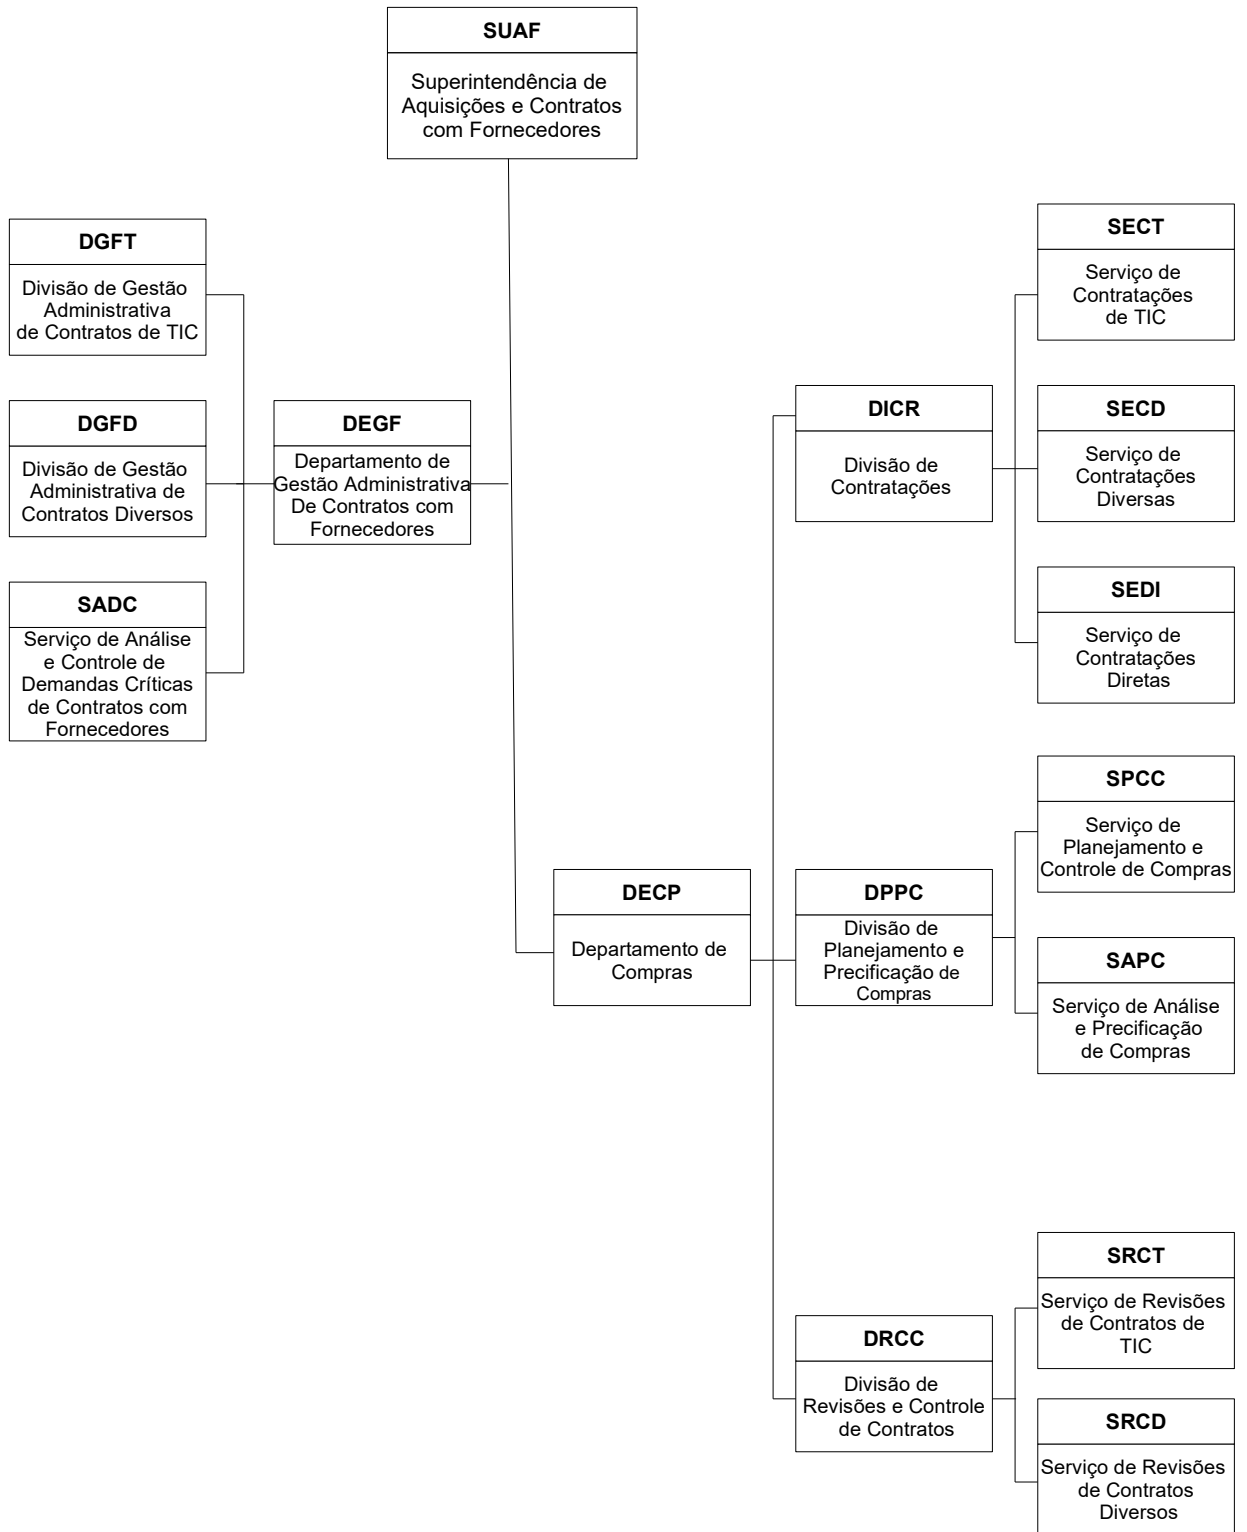 SUAF
Superintendência de
Aquisições e Contratos
com Fornecedores
DGFT
Divisão de Gestão
Administrativa
de Contratos de TIC
DGFD
Divisão de Gestão
Administrativa de
Contratos Diversos
SADC
Serviço de Análise
e Controle de
Demandas Críticas
de Contratos com
Fornecedores
DEGF
Departamento de
Gestão Administrativa
De Contratos com
Fornecedores
DECP
Departamento de
Compras
DICR
Divisão de
Contratações
SECT
Serviço de
Contratações
de TIC
SECD
Serviço de
Contratações
Diversas
SEDI
Serviço de
Contratações
Diretas
DPPC
Divisão de
Planejamento e
Precificação de
Compras
SPCC
Serviço de
Planejamento e
Controle de Compras
SAPC
Serviço de Análise
e Precificação
de Compras
DRCC
Divisão de
Revisões e Controle
de Contratos
SRCT
Serviço de Revisões
de Contratos de
TIC
SRCD
Serviço de Revisões
de Contratos
Diversos